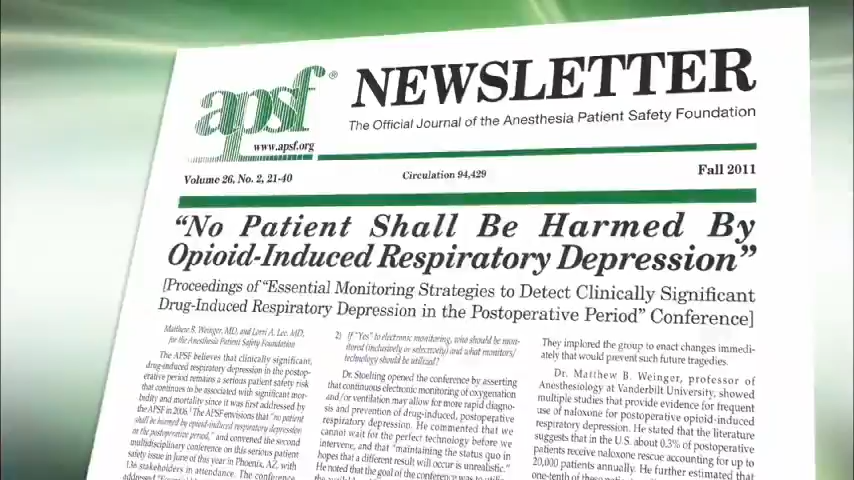 apsf®
www.apsf.org
NEWSLETTER
The Official Journal of the Anesthesia Patient Safety Foundation
Volume 26, No. 2, 21-40
Circulation 94,429
Fall 2011
“No Patient Shall Be Harmed By
Opioid-Induced Respiratory Depression”
[Proceedings of “Essential Monitoring Strategies to Detect Clinically Significant
Drug-Induced Respiratory Depression in the Postoperative Period” Conference]
Matthew B. Weinger, MD, and Lorri A. Lee, MD,
for the Anesthesia Patient Safety Foundation
The APSF believes that clinically significant,
drug-induced respiratory depression in the postop-
erative period remains a serious patient safety risk
that continues to be associated with significant mor-
bidity and mortality since it was first addressed by
the APSF in 2006.¹ The APSF envisions that “no patient
shall be harmed by opioid-induced respiratory depression
in the postoperative period,” and convened the second
multidisciplinary conference on this serious patient
safety issue in June of this year in Phoenix, AZ, with
136 stakeholders in attendance. The conference
2) If “Yes” to electronic monitoring, who should be mon-
itored (inclusively or selectively) and what monitors/
technology should be utilized?
Dr. Stoelting opened the conference by asserting
that continuous electronic monitoring of oxygenation
and/or ventilation may allow for more rapid diagno-
sis and prevention of drug-induced, postoperative
respiratory depression. He commented that we
cannot wait for the perfect technology before we
intervene, and that “maintaining the status quo in
hopes that a different result will occur is unrealistic.”
He noted that the goal of the conference was to
They implored the group to enact changes immedi-
ately that would prevent such future tragedies.
Dr. Matthew B. Weinger, professor of
Anesthesiology at Vanderbilt University, showed
multiple studies that provide evidence for frequent
use of naloxone for postoperative opioid-induced
respiratory depression. He stated that the literature
suggests that in the U.S. about 0.3% of postoperative
patients receive naloxone rescue accounting for up to
20,000 patients annually. He further estimated that
one-tenth of these